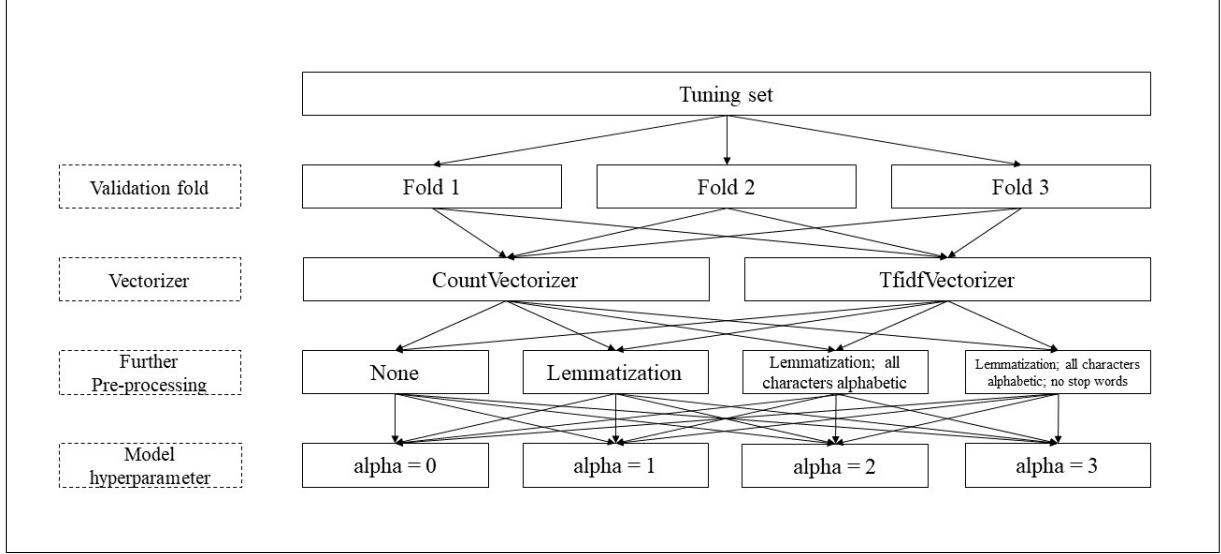 Tuning set
Validation fold
Fold 1
Fold 2
Fold 3
Vectorizer
CountVectorizer
TfidfVectorizer
Further
Pre-processing
None
Lemmatization
Lemmatization; all
characters alphabetic
Lemmatization; all characters
alphabetic; no stop words
Model
hyperparameter
alpha = 0
alpha = 1
alpha = 2
alpha = 3